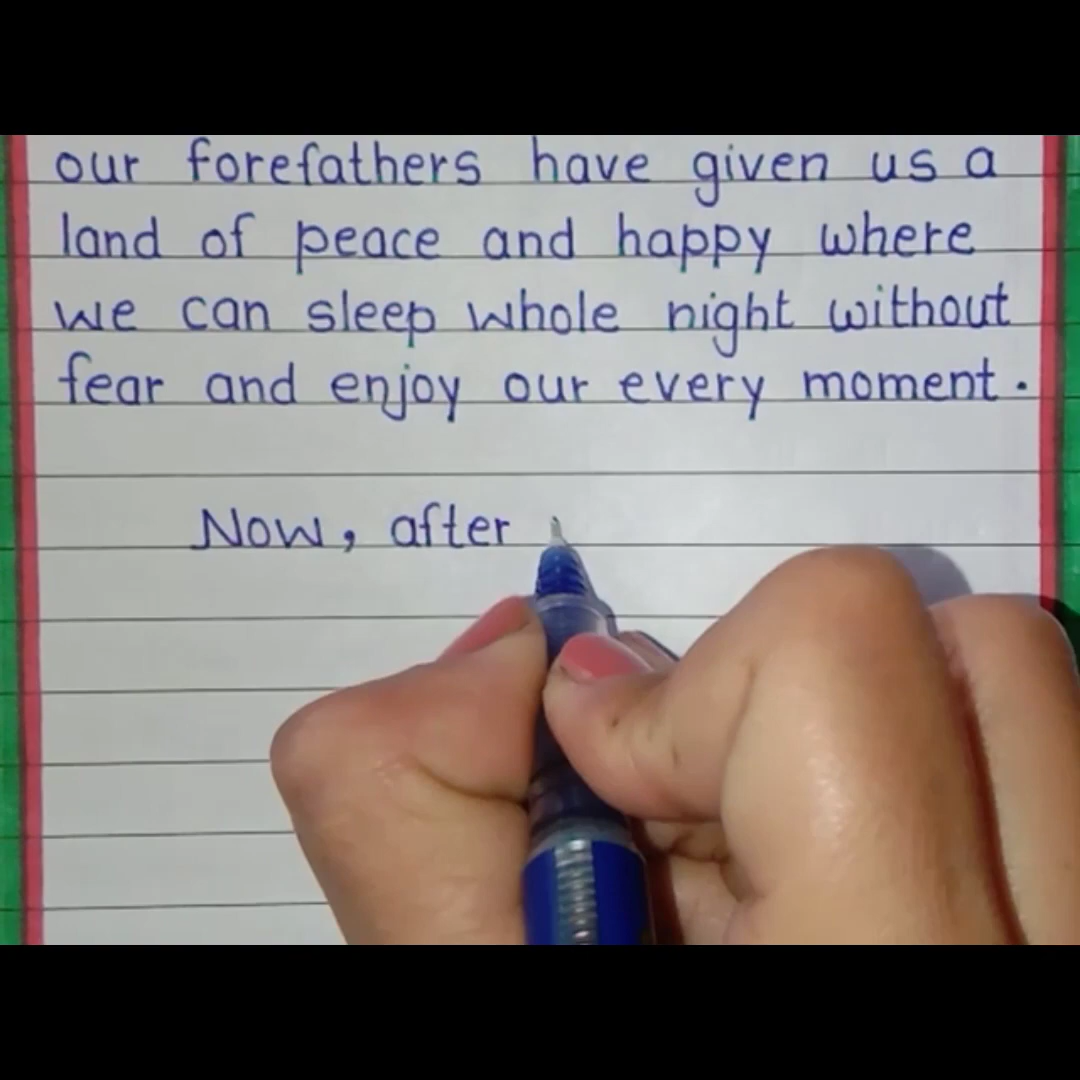 our forefathers have given us a
land of peace and happy where
we can sleep whole night without
fear and enjoy our every moment.
Now, after